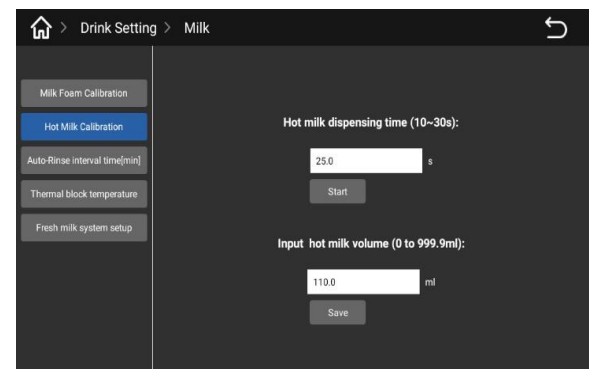 > Drink Setting > Milk
Milk Foam Calibration
Hot Milk Calibration
Auto-Rinse interval time[min]
Thermal block temperature
Fresh milk system setup
Hot milk dispensing time (10~30s):
25.0 s
Start
Input hot milk volume (0 to 999.9ml):
110.0 ml
Save